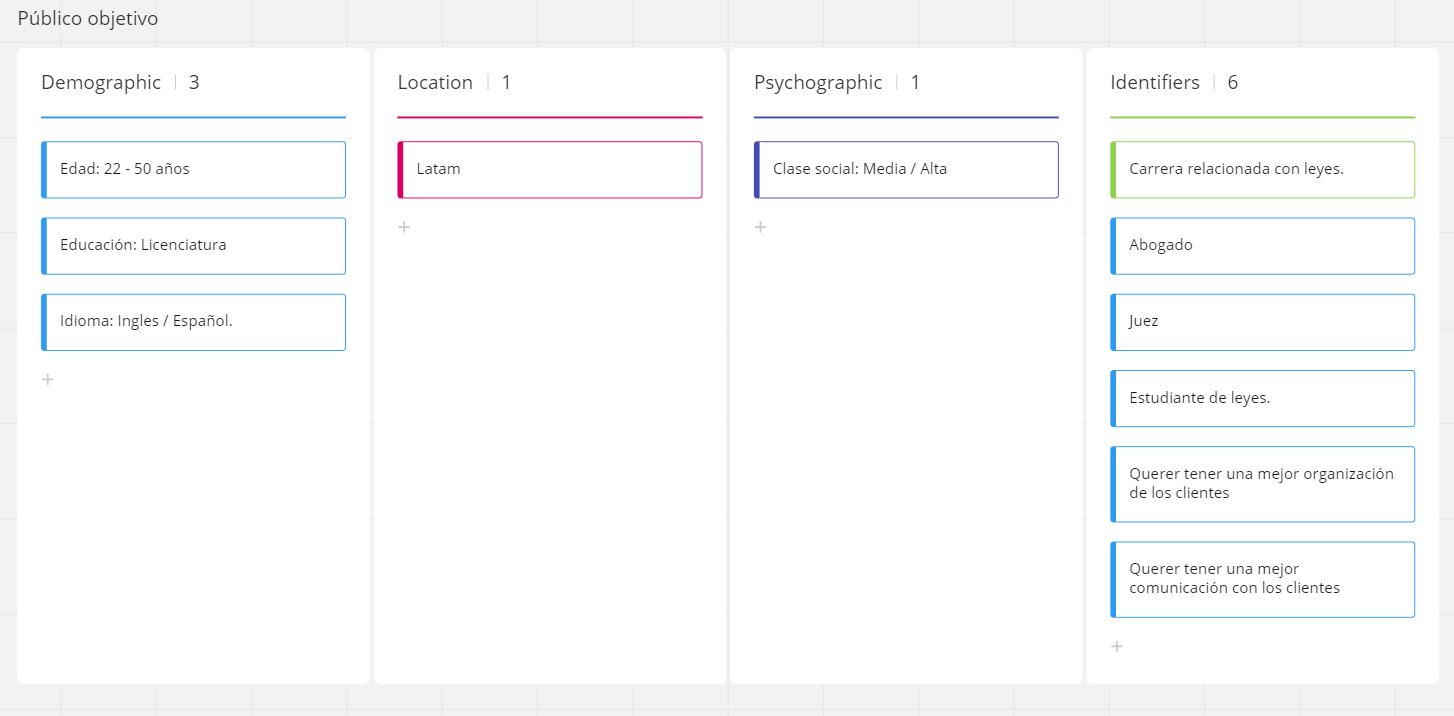 Público objetivo
Demographic | 3
Edad: 22 - 50 años
Educación: Licenciatura
Idioma: Ingles / Español.
+
Location | 1
Latam
+
Psychographic | 1
Clase social: Media / Alta
+
Identifiers | 6
Carrera relacionada con leyes.
Abogado
Juez
Estudiante de leyes.
Querer tener una mejor organización
de los clientes
Querer tener una mejor
comunicación con los clientes
+